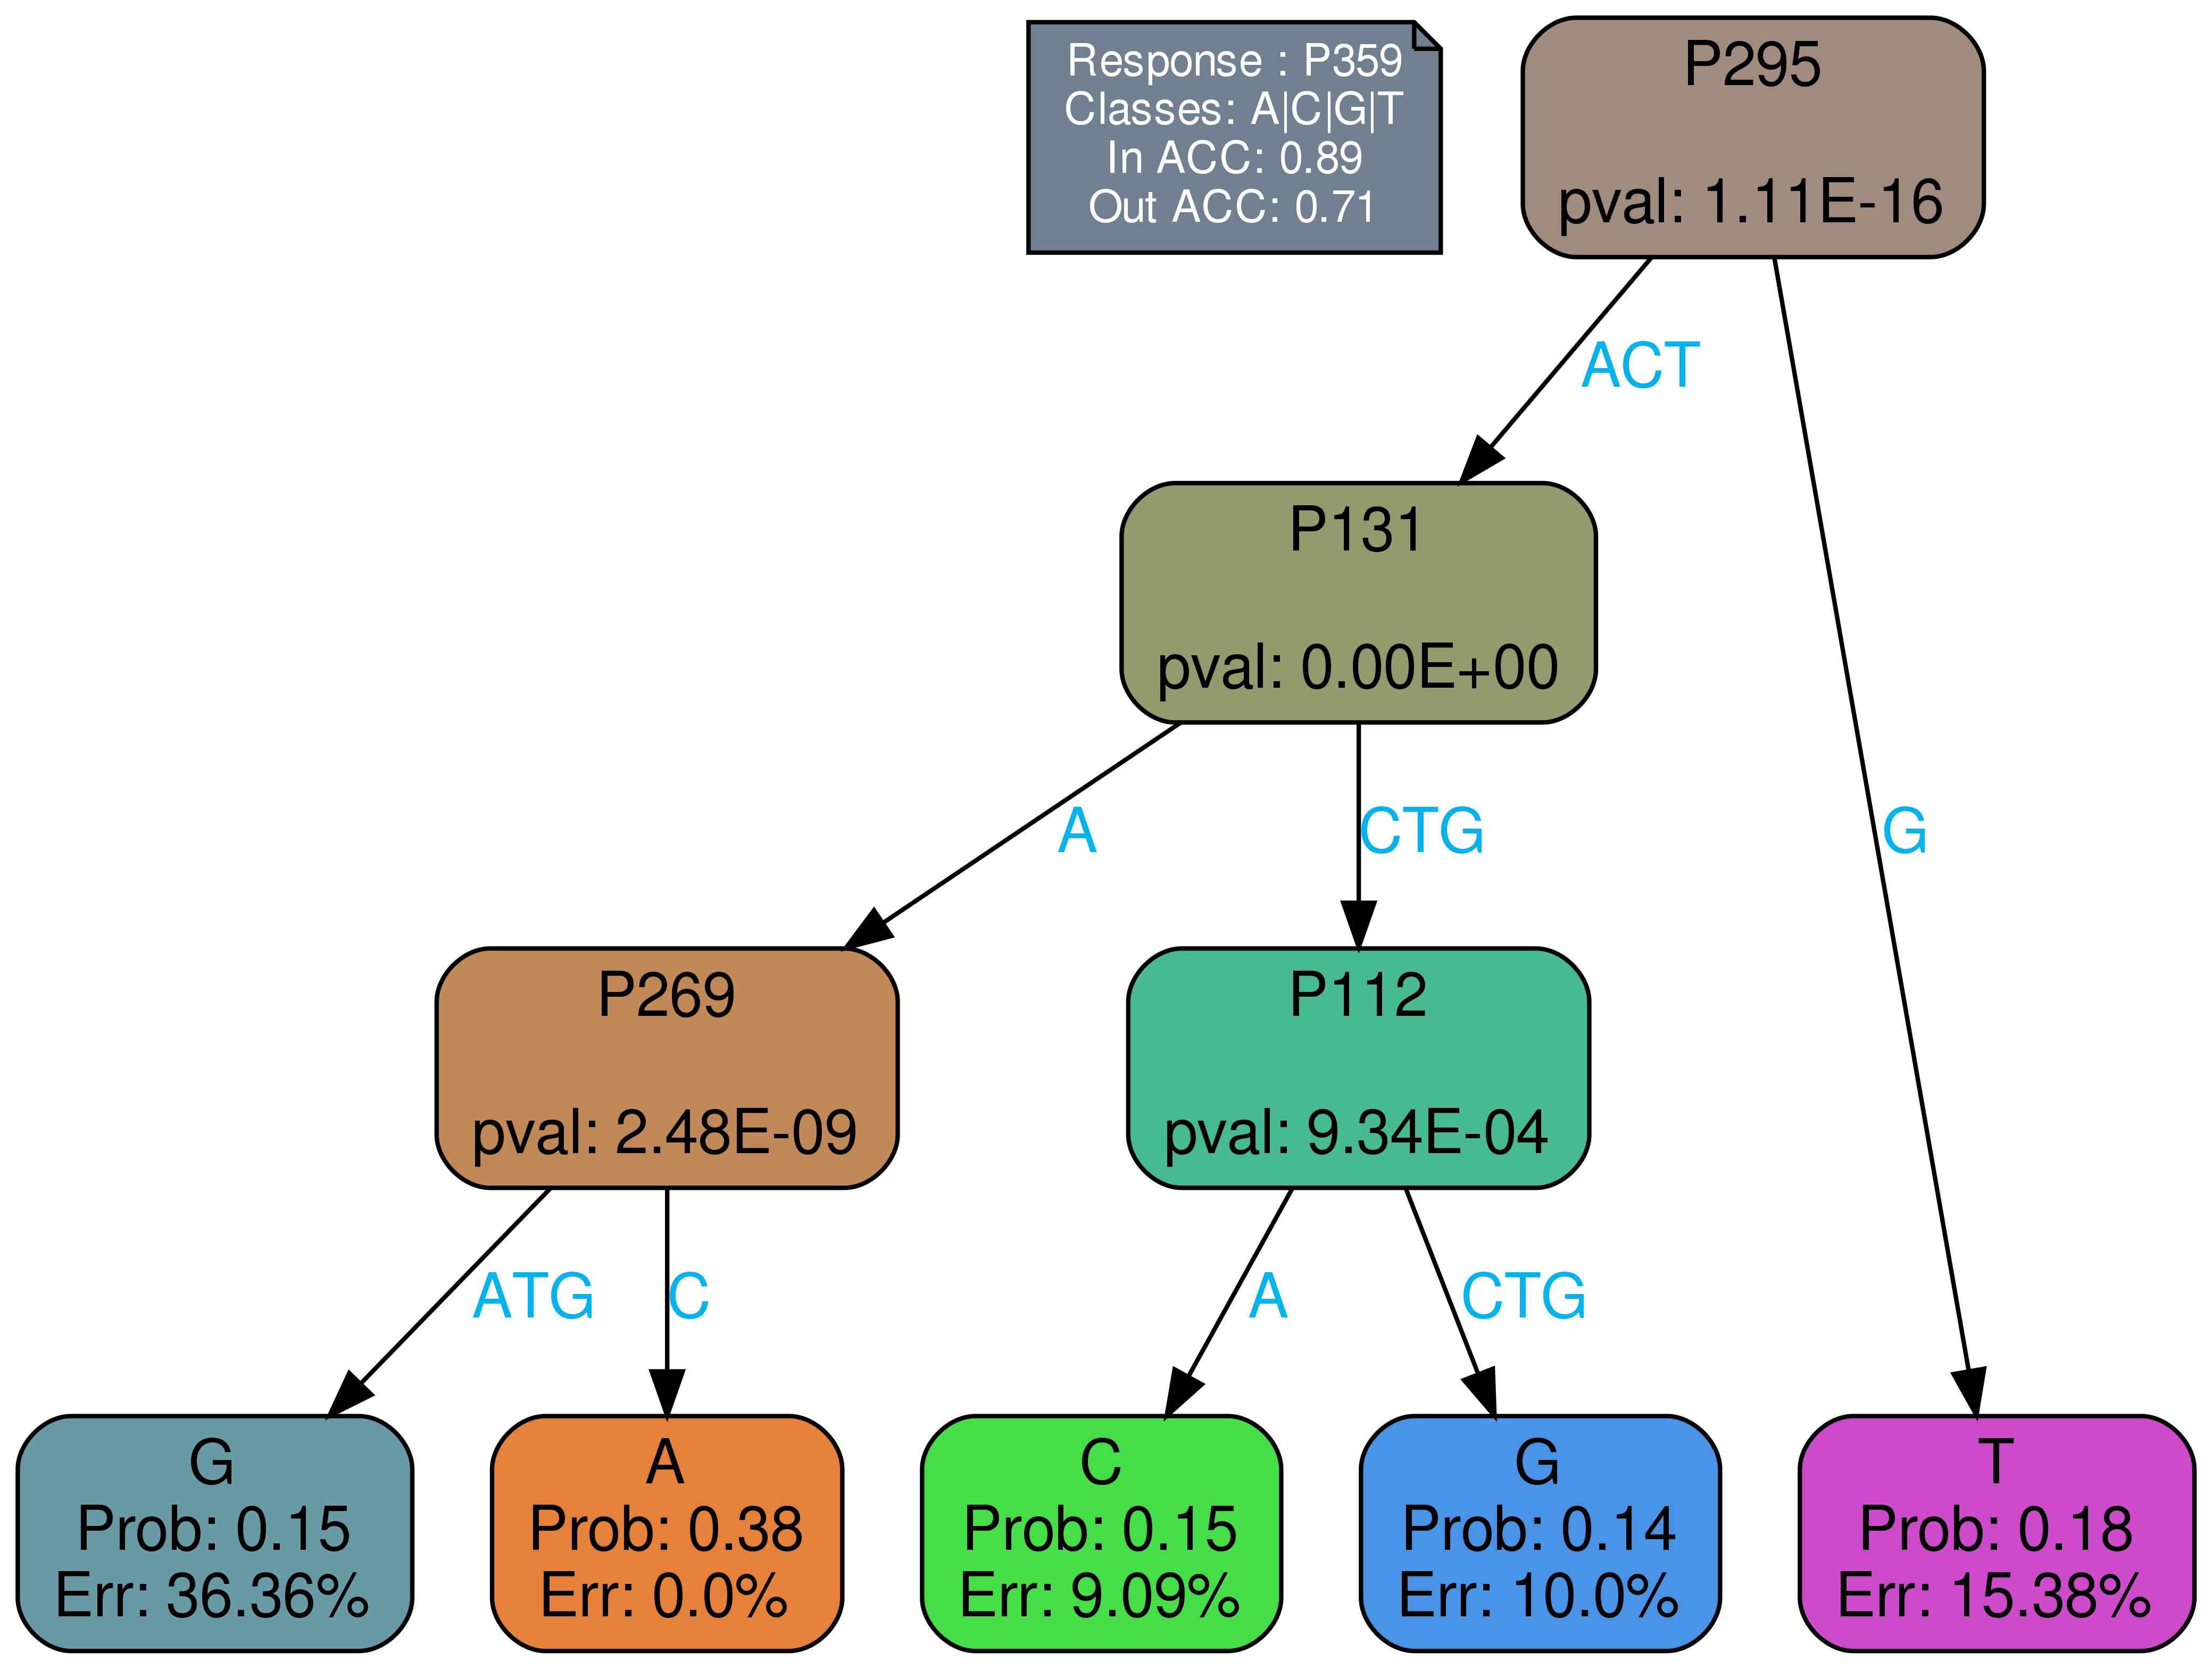 Response : P359
Classes: A|C|G|T
In ACC: 0.89
Out ACC: 0.71
P295
pval: 1.11E-16
ACT
P131
pval: 0.00E+00
A
CTG
G
P269
pval: 2.48E-09
P112
pval: 9.34E-04
ATG
C
A
CTG
G
Prob: 0.15
Err: 36.36%
A
Prob: 0.38
Err: 0.0%
C
Prob: 0.15
Err: 9.09%
G
Prob: 0.14
Err: 10.0%
T
Prob: 0.18
Err: 15.38%